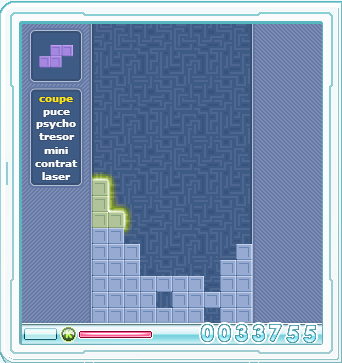 coupe
puce
psycho
tresor
mini
contrat
laser
0033755